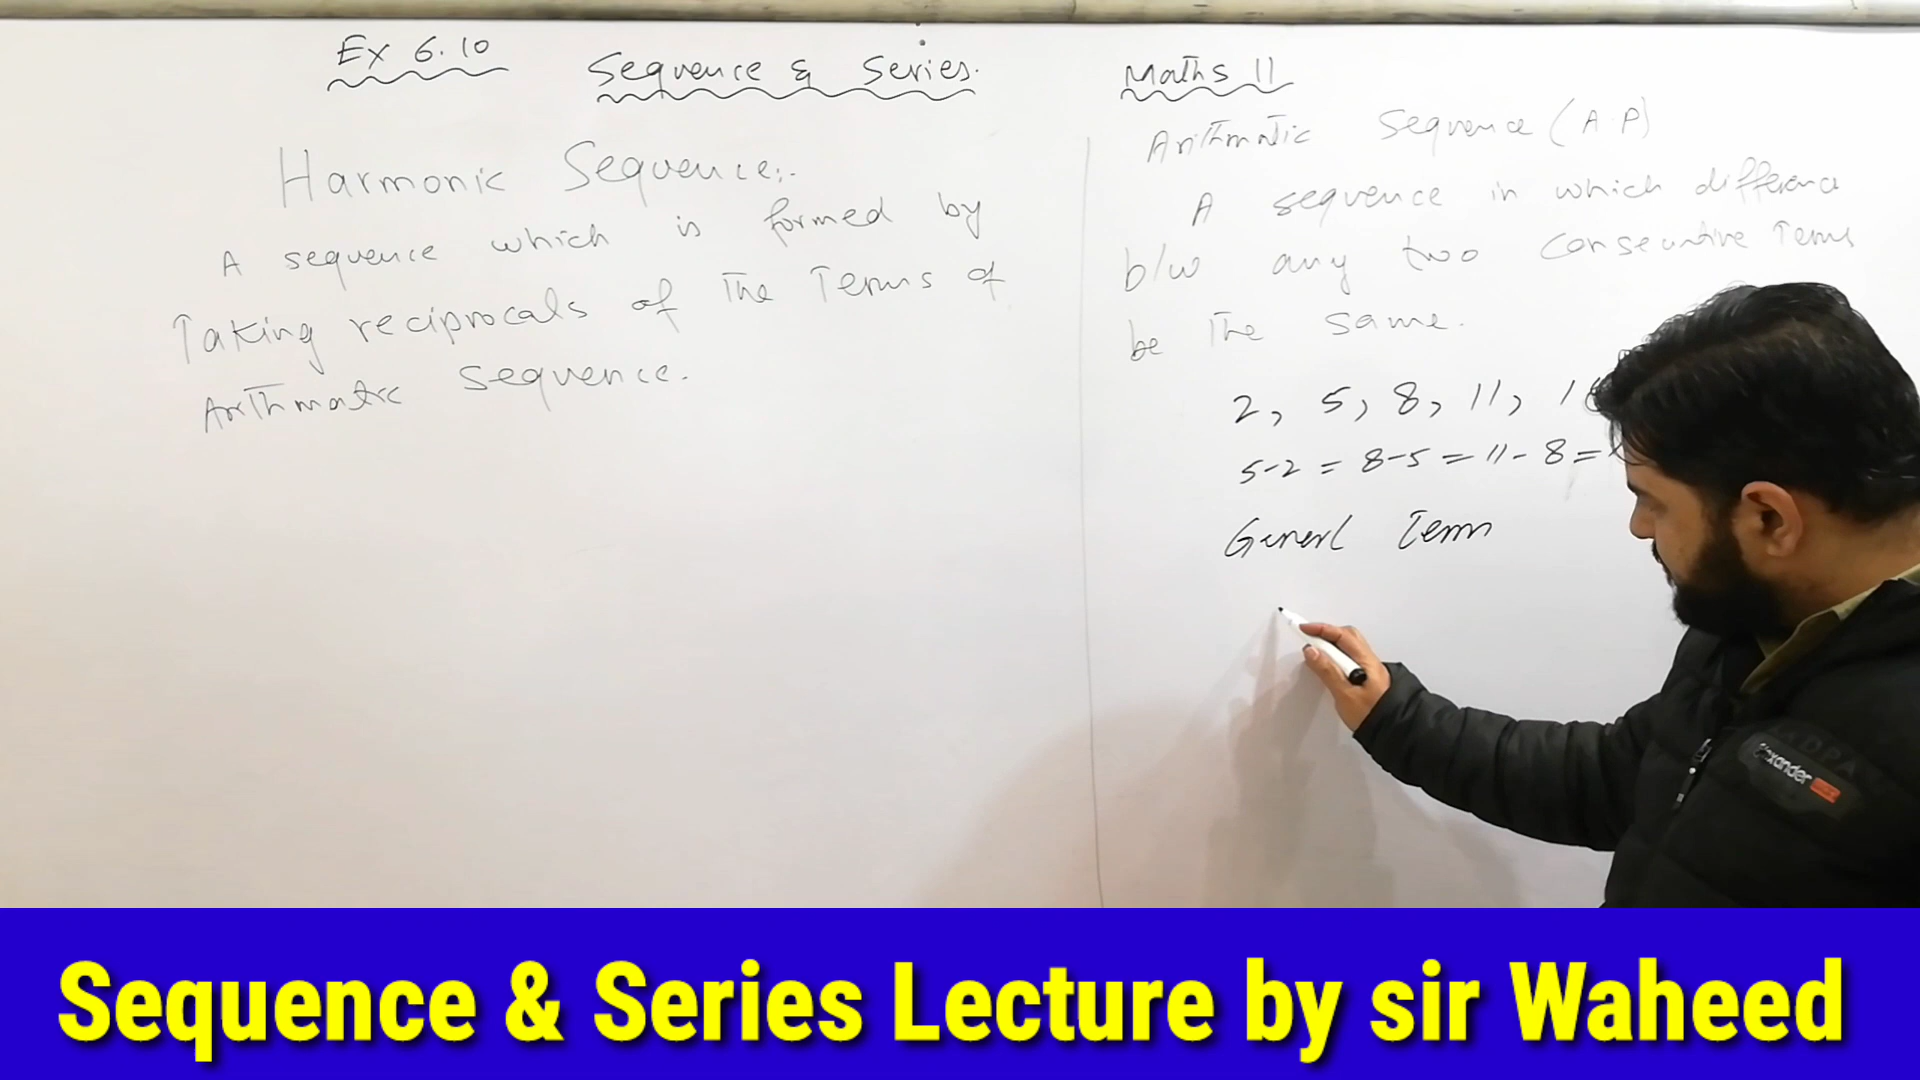 Ex 6.10
Sequence & Series.
Maths 11
Harmonic Sequence:-
A sequence which is formed by
Taking reciprocals of The Terms of
Arithmatic sequence.
Arithmatic Sequence (A.P)
A sequence in which difference
b/w any two consecutive Terms
be The same.
2, 5, 8, 11,
5-2 = 8-5 = 11-8 =
Generl Term
Alexander
Sequence & Series Lecture by sir Waheed